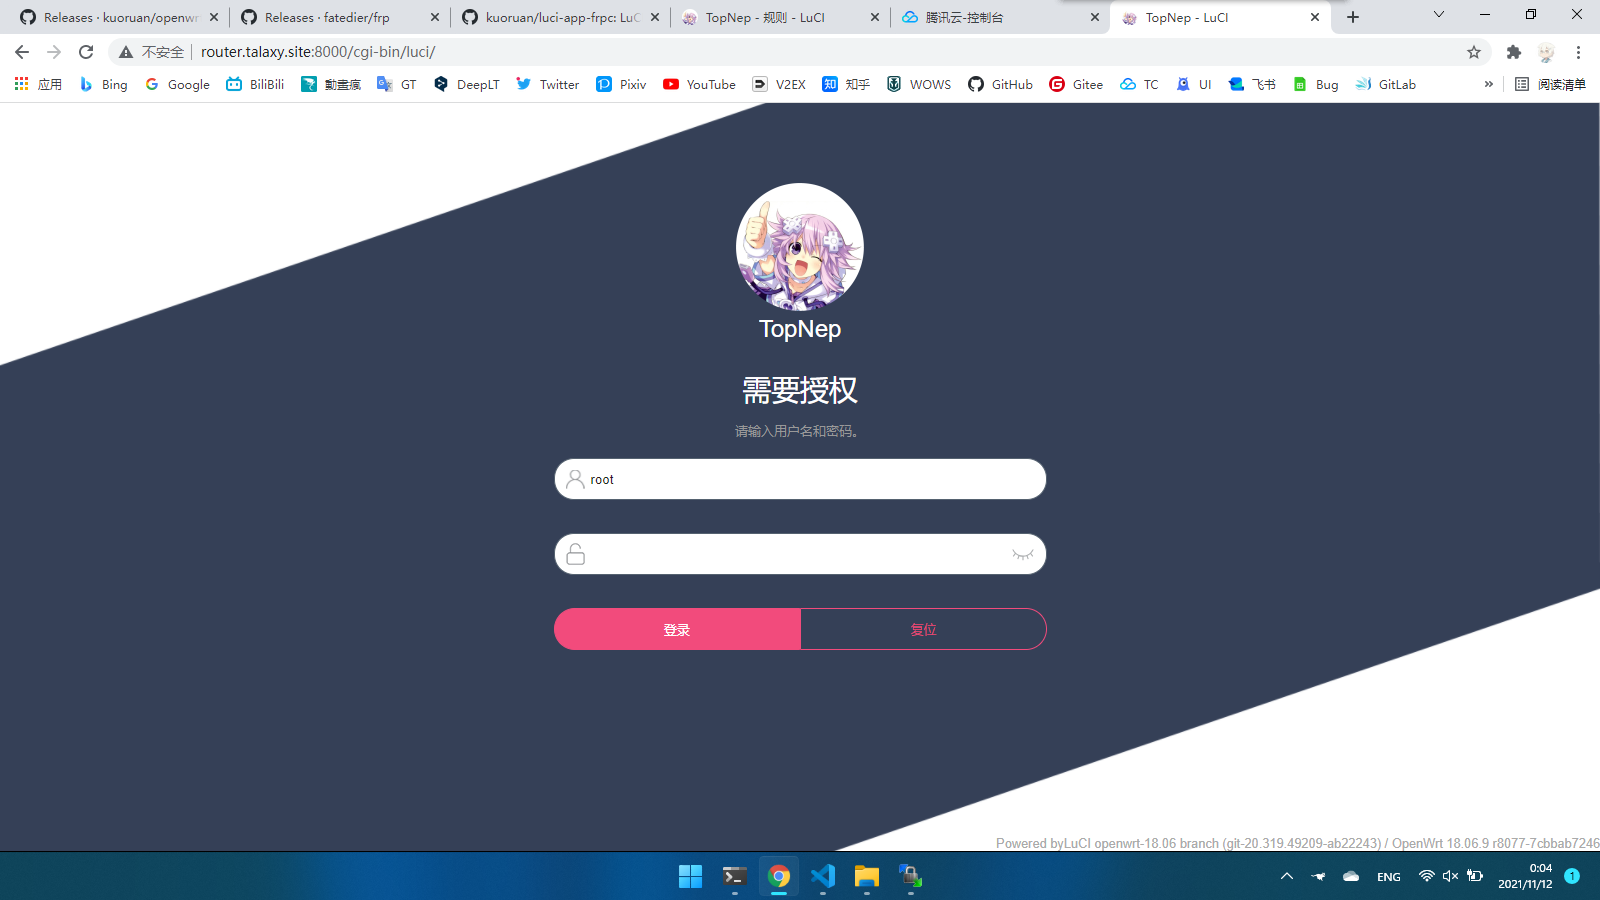 Releases · kuoruan/openwr
Releases · fatedier/frp
kuoruan/luci-app-frpc: LuC
TopNep - 规则 - LuCI
腾讯云-控制台
TopNep - LuCI
不安全
router.talaxy.site:8000/cgi-bin/luci/
应用
Bing
Google
BiliBili
動畫瘋
GT
DeepLT
Twitter
Pixiv
YouTube
V2EX
知乎
WOWS
GitHub
Gitee
TC
UI
飞书
Bug
GitLab
»
阅读清单
TopNep
需要授权
请输入用户名和密码。
root
登录
复位
Powered byLuCI openwrt-18.06 branch (git-20.319.49209-ab22243) / OpenWrt 18.06.9 r8077-7cbbab7246
ENG
0:04
2021/11/12
1